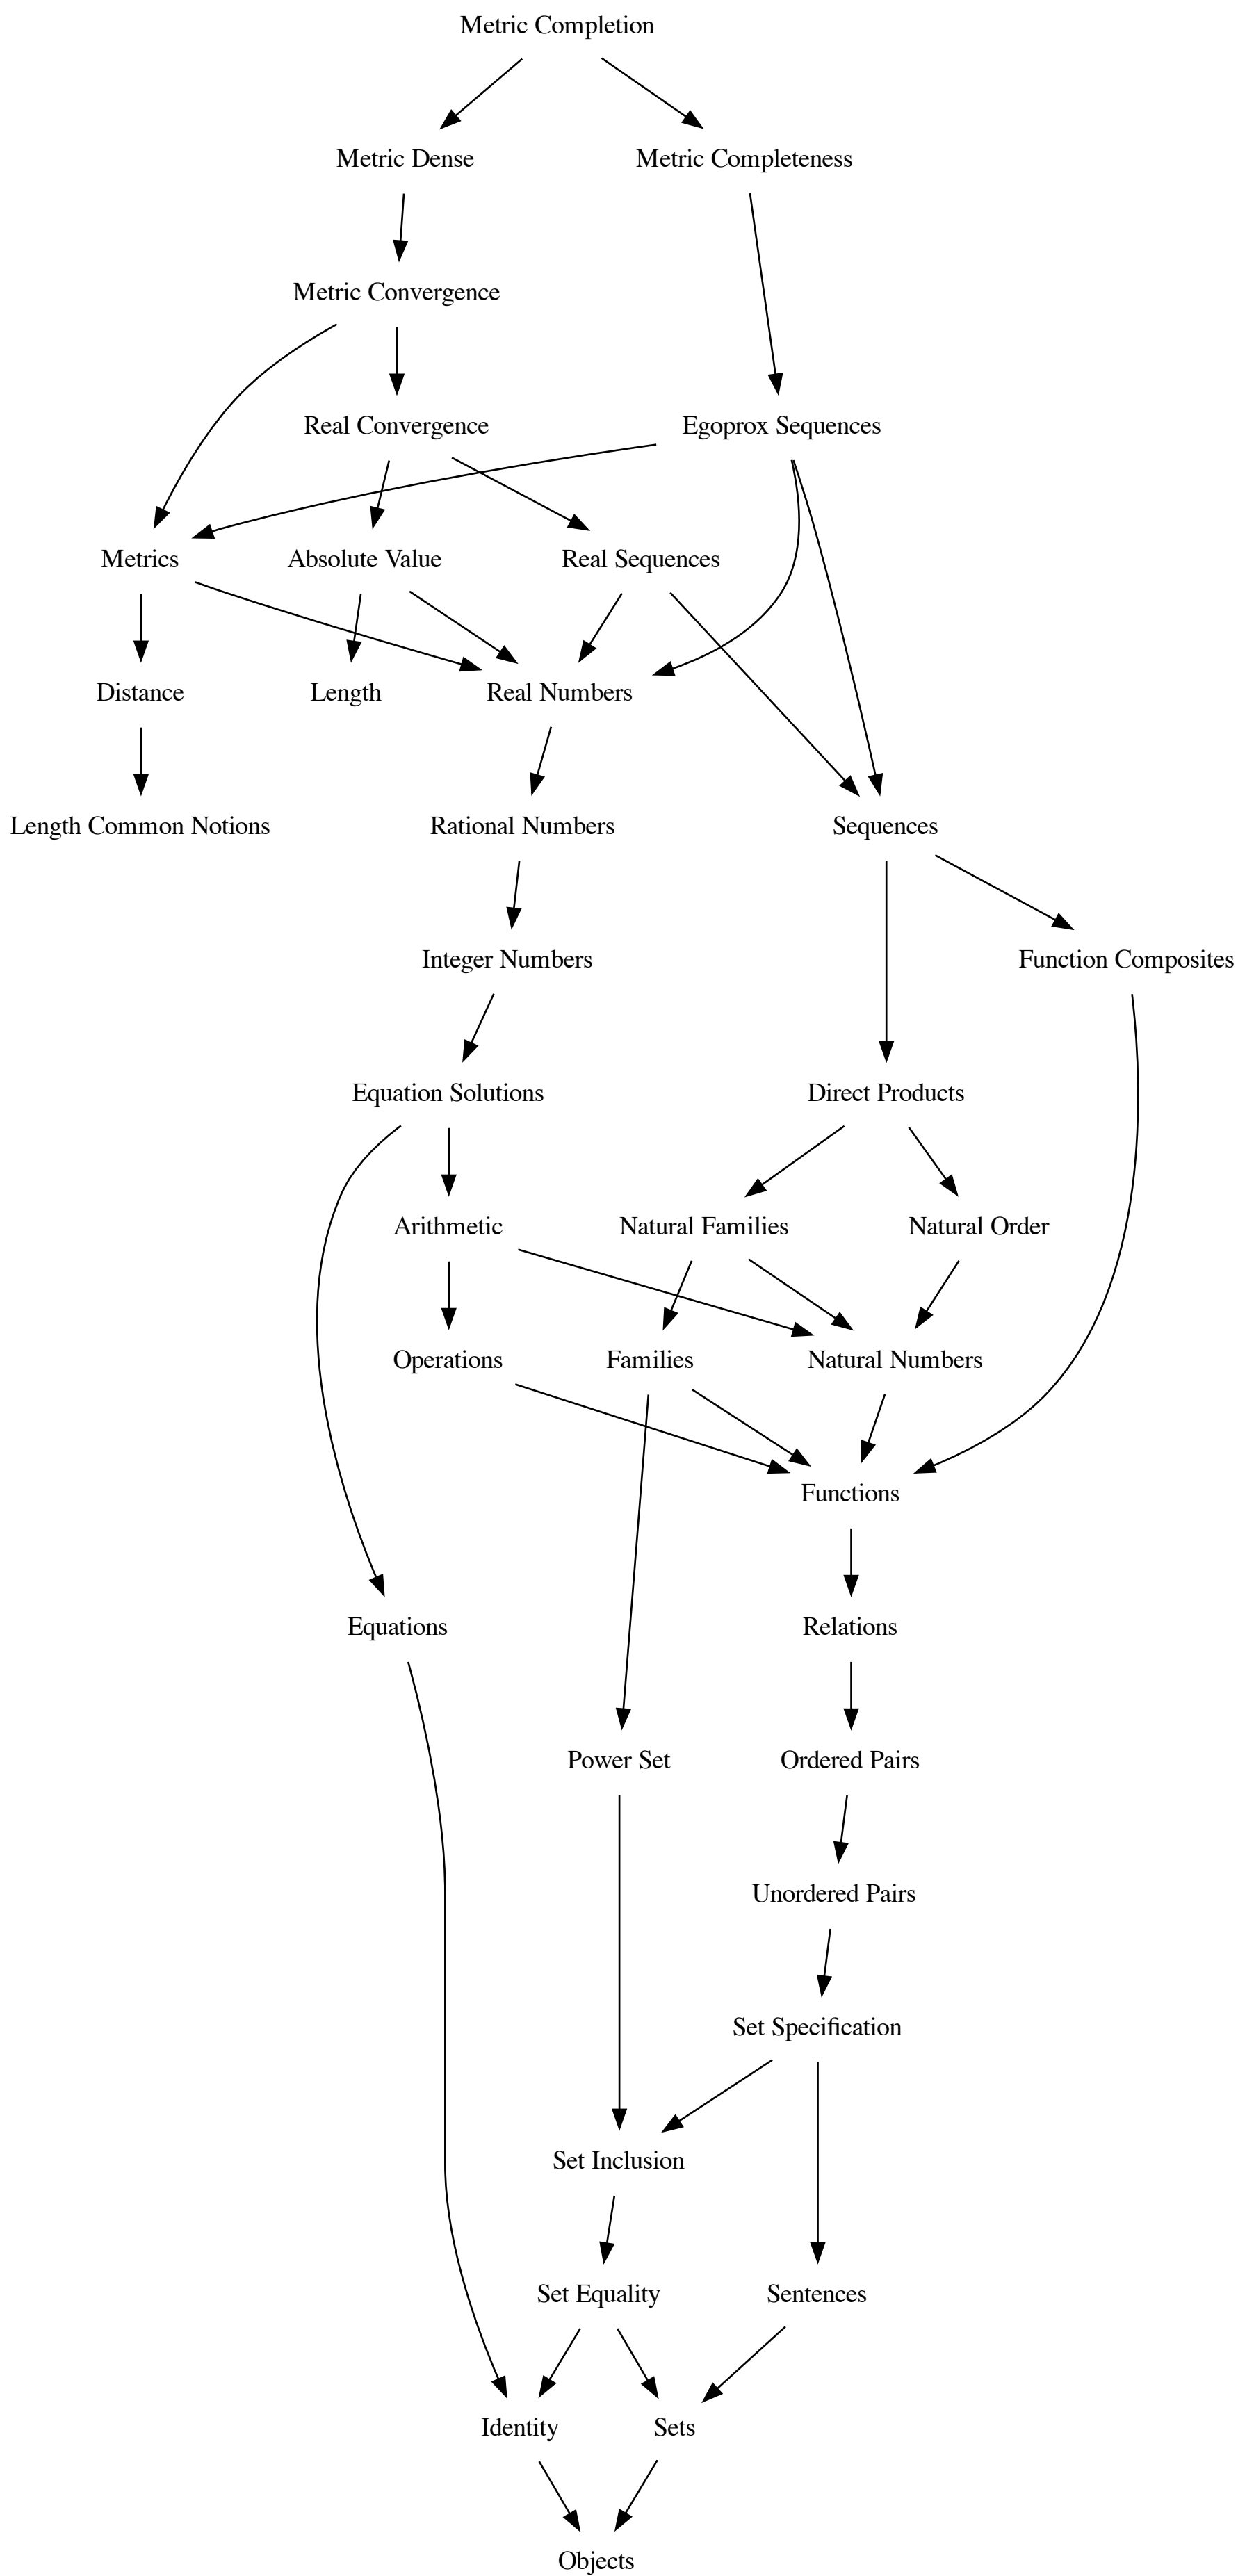 Metric Completion
Metric Dense
Metric Completeness
Metric Convergence
Real Convergence
Egoprox Sequences
Metrics
Absolute Value
Real Sequences
Distance
Length
Real Numbers
Length Common Notions
Rational Numbers
Sequences
Integer Numbers
Function Composites
Equation Solutions
Direct Products
Arithmetic
Natural Families
Natural Order
Operations
Families
Natural Numbers
Functions
Equations
Relations
Power Set
Ordered Pairs
Unordered Pairs
Set Specification
Set Inclusion
Set Equality
Sentences
Identity
Sets
Objects